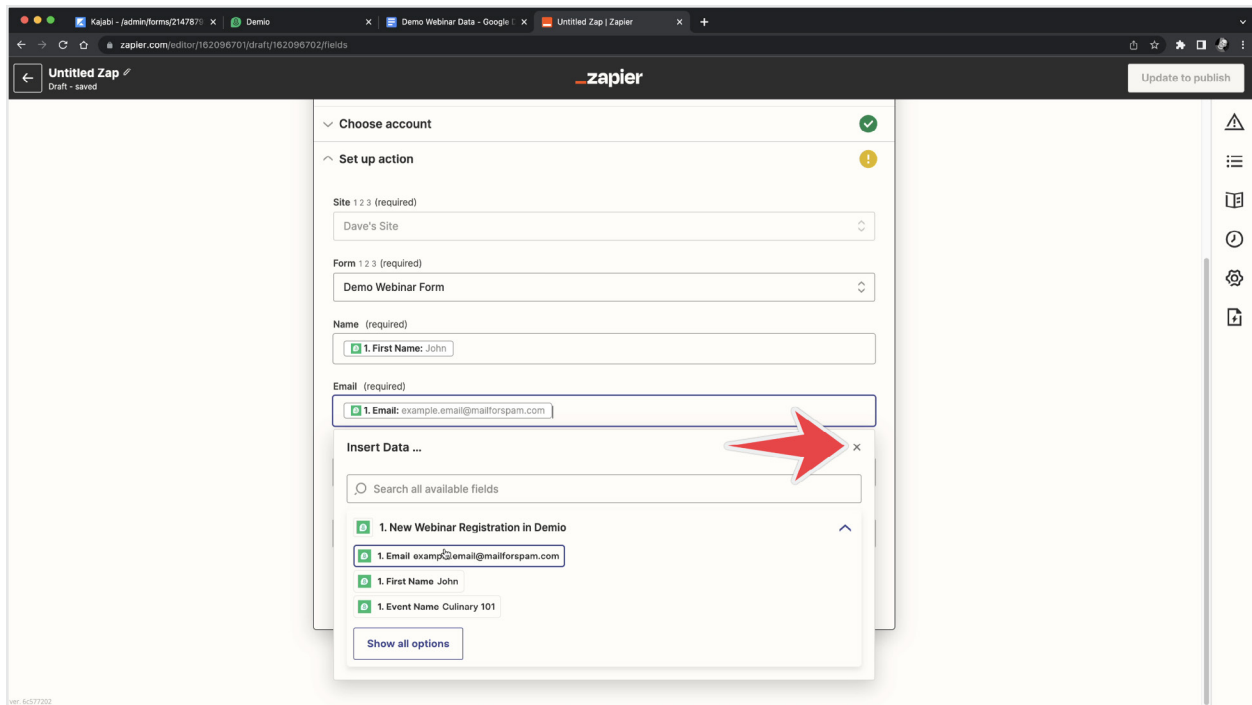 Kajabi - /admin/forms/2147879
Demio
Demo Webinar Data - Google
Untitled Zap | Zapier
zapier.com/editor/162096701/draft/162096702/fields
Untitled Zap
Draft - saved
_zapier
Update to publish
Choose account
Set up action
Site 1 2 3 (required)
Dave's Site
Form 1 2 3 (required)
Demo Webinar Form
Name (required)
1. First Name: John
Email (required)
1. Email: example.email@mailforspam.com
Insert Data ...
Search all available fields
1. New Webinar Registration in Demio
1. Email example.email@mailforspam.com
1. First Name John
1. Event Name Culinary 101
Show all options
ver. 6c577202